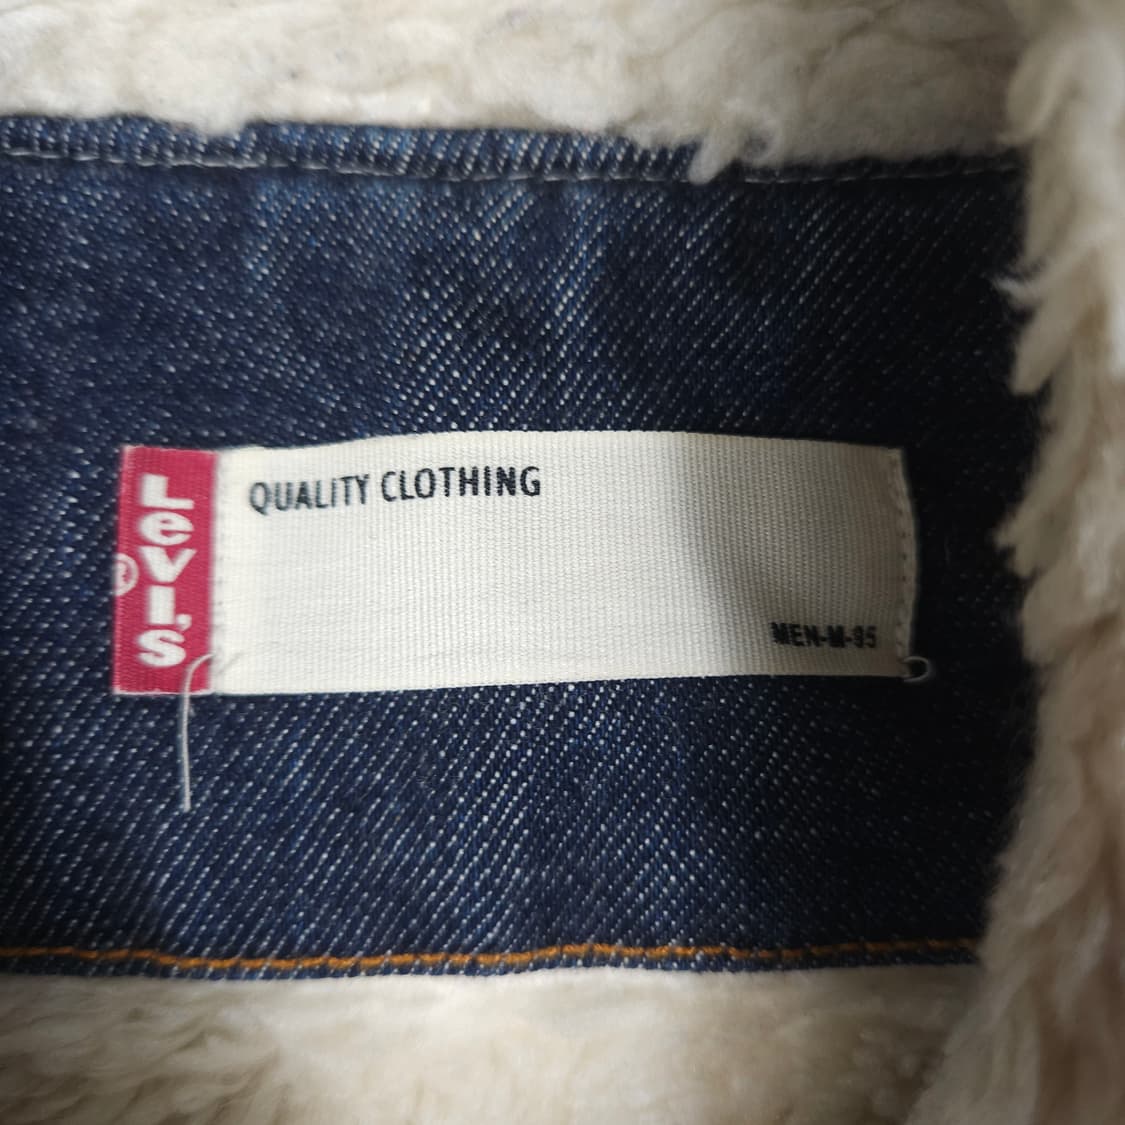 LEVI'S
®
QUALITY CLOTHING
MEN-M-95